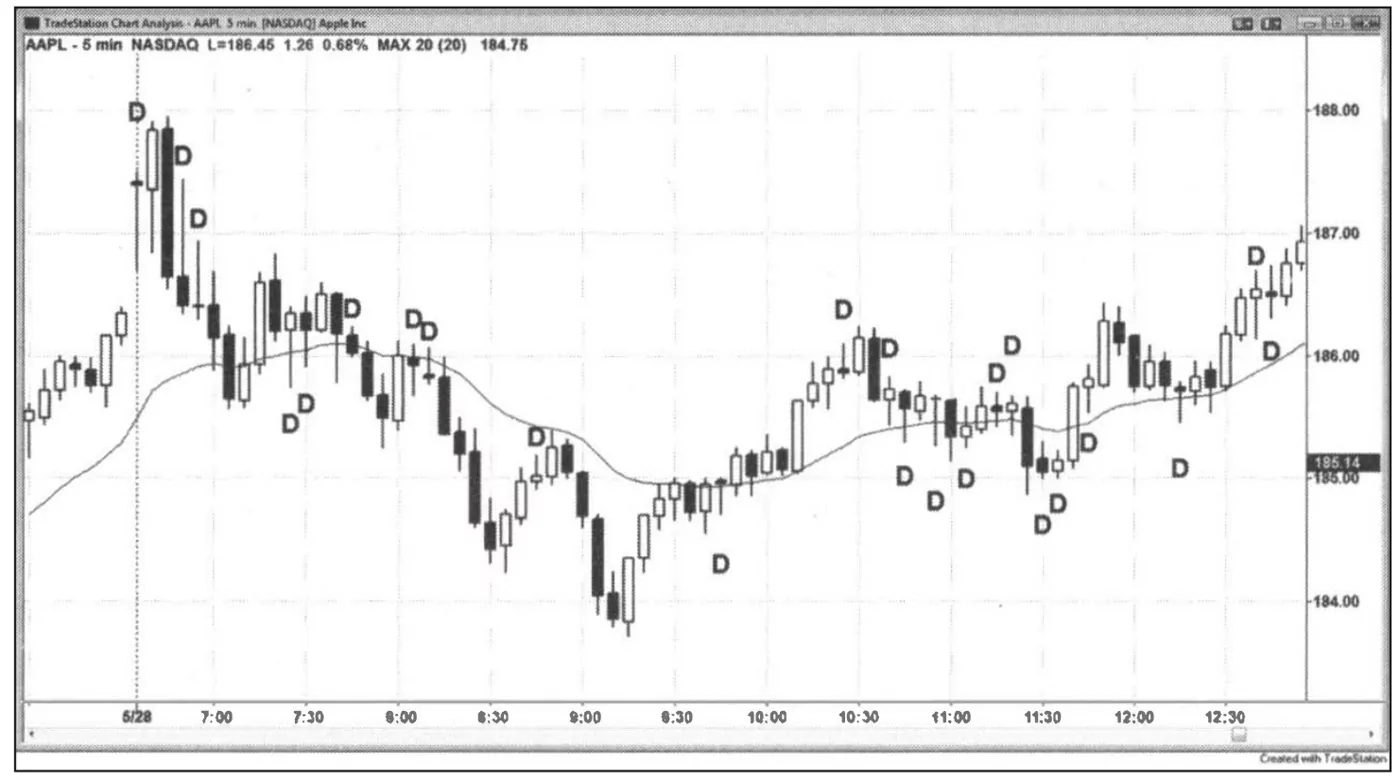 TradeStation Chart Analysis - AAPL 5 min [NASDAQ] Apple Inc
AAPL - 5 min NASDAQ L=186.45 1.26 0.68% MAX 20 (20) 184.75
D
188.00
D
D
187.00
D
D
D
D
D
D
D
D
186.00
D
D
D
D
D
185.14
D
D
D
185.00
D
D
D
D
184.00
5/28 7:00 7:30 8:00 8:30 9:00 9:30 10:00 10:30 11:00 11:30 12:00 12:30
Created with TradeStation